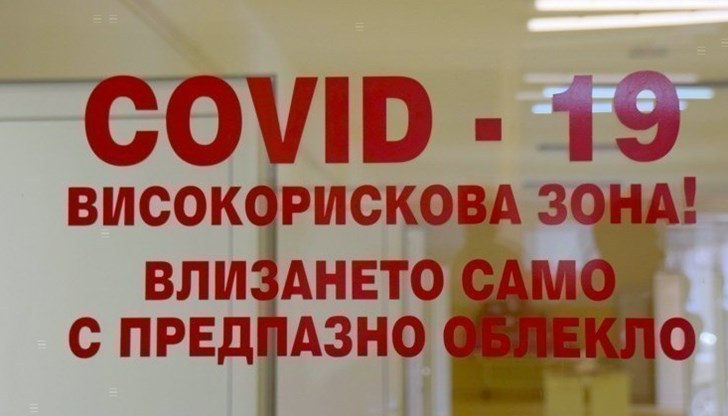 COVID - 19
ВИСОКОРИСКОВА ЗОНА!
ВЛИЗАНЕТО САМО
С ПРЕДПАЗНО ОБЛЕКЛО